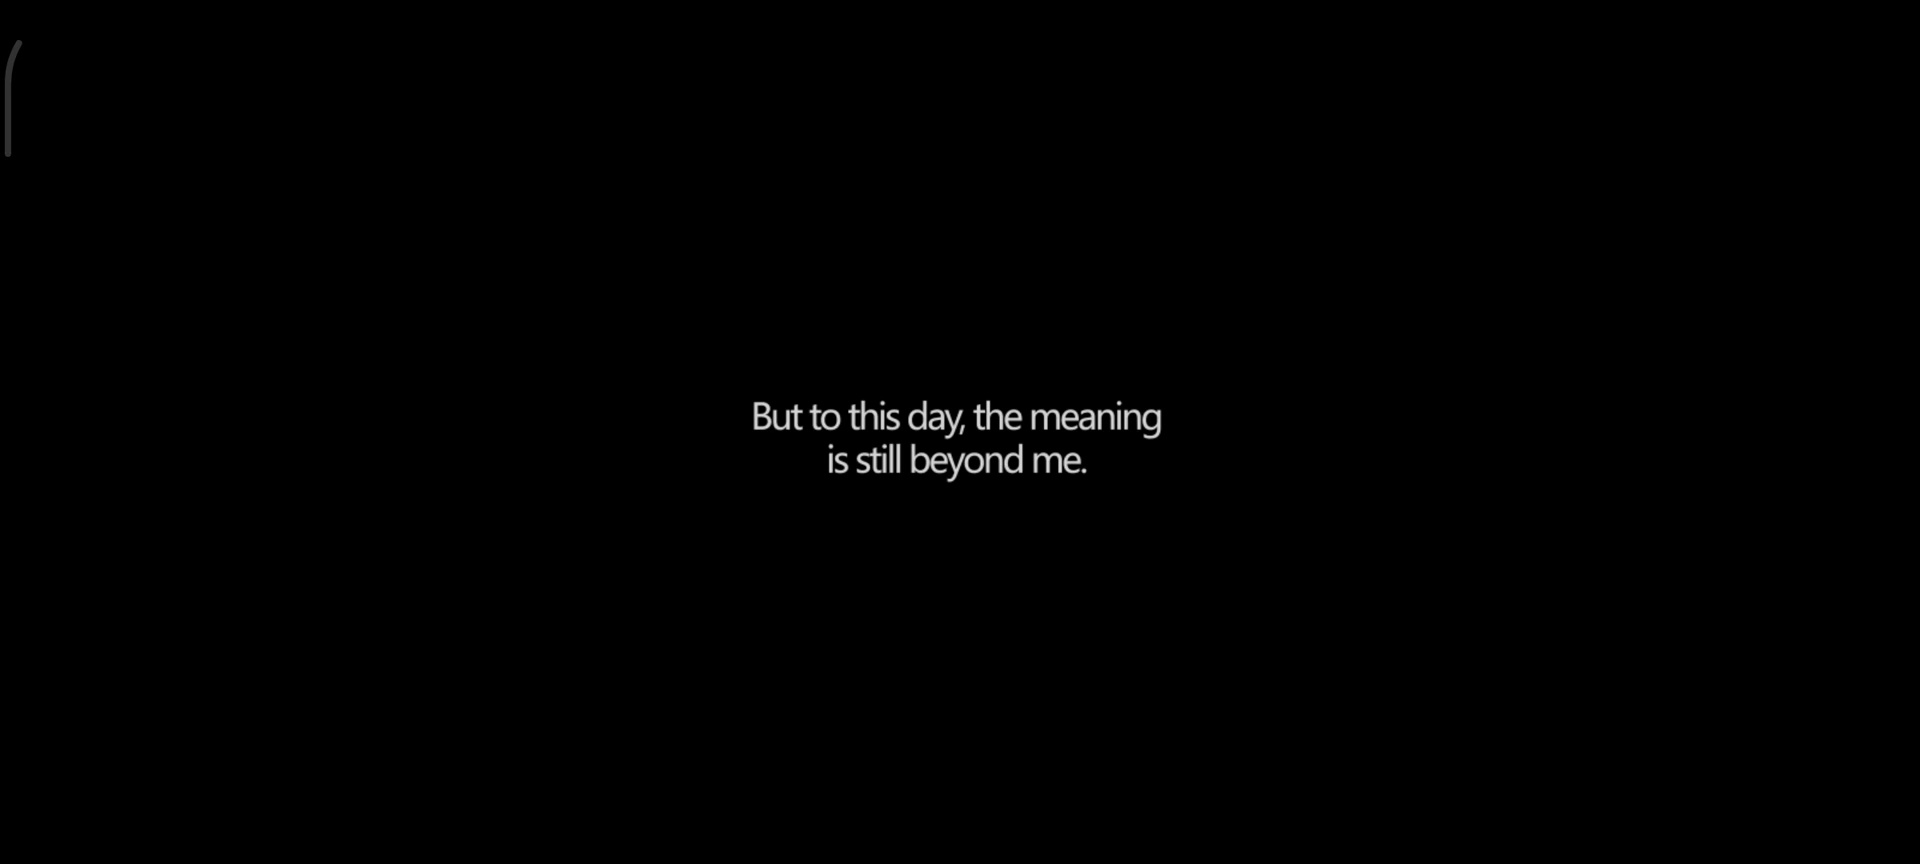 But to this day, the meaning
is still beyond me.